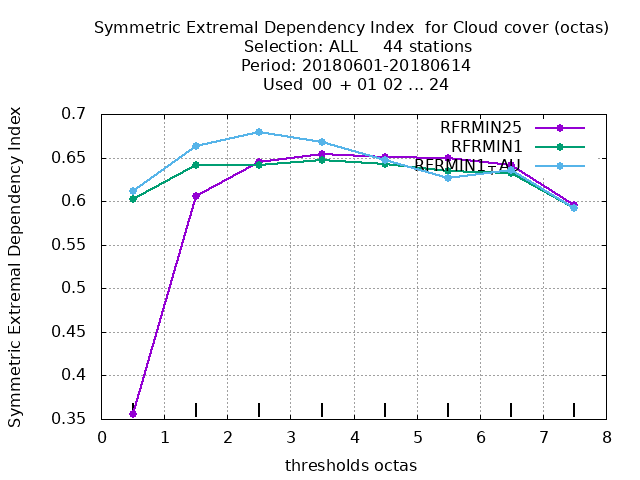 Symmetric Extremal Dependency Index  for Cloud cover (octas)
Selection: ALL     44 stations
Period: 20180601-20180614
Used  00 + 01 02 ... 24
Symmetric Extremal Dependency Index
0.7
0.65
0.6
0.55
0.5
0.45
0.4
0.35
RFRMIN25
RFRMIN1
RFRMIN1+AU
0 1 2 3 4 5 6 7 8
thresholds octas